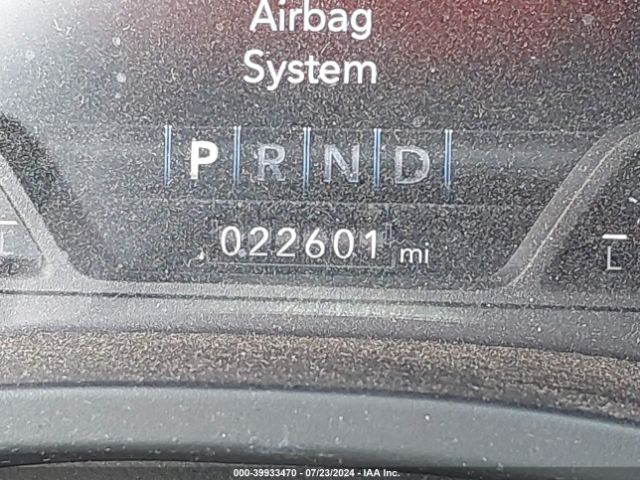 Airbag
System
P R N D
022601 mi
L
000-39933470 - 07/23/2024 - IAA Inc.